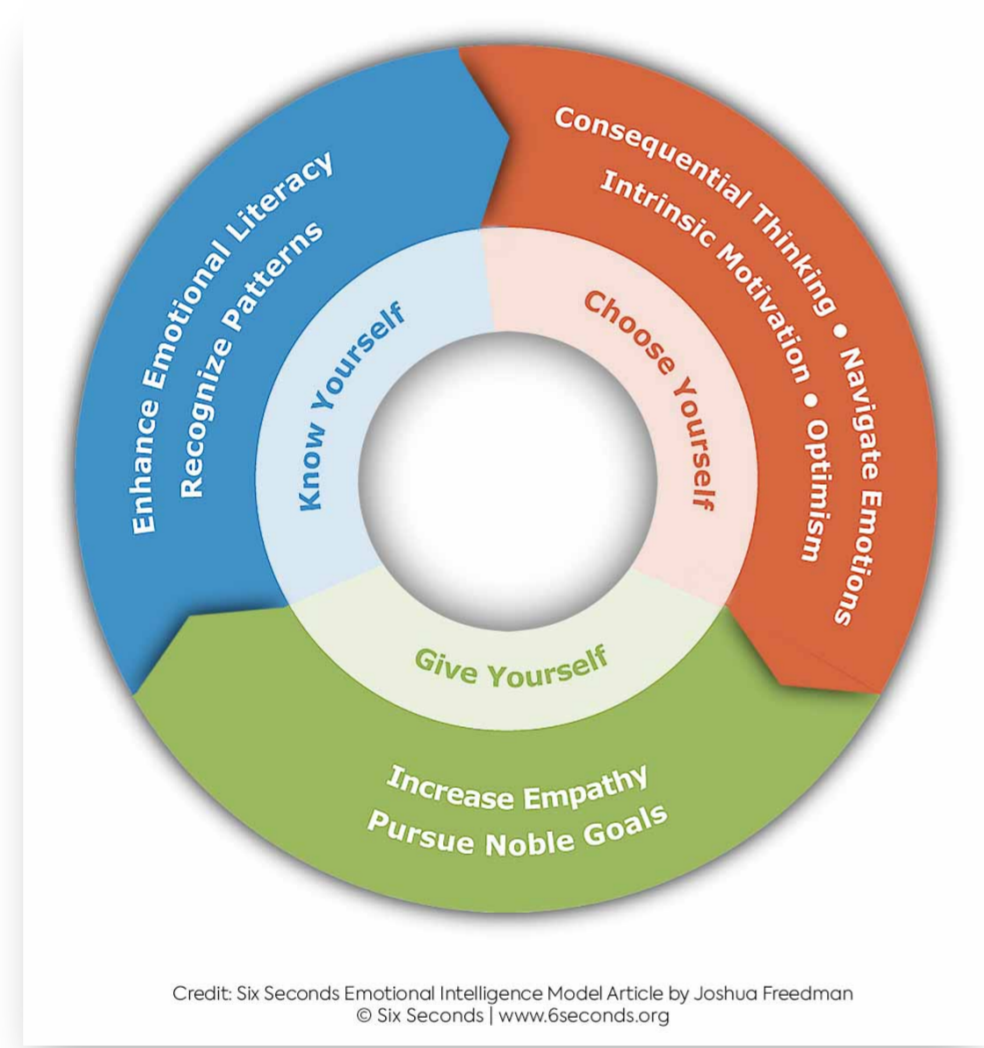 Enhance Emotional Literacy
Recognize Patterns
Know Yourself
Consequential Thinking • Navigate Emotions
Intrinsic Motivation • Optimism
Choose Yourself
Give Yourself
Increase Empathy
Pursue Noble Goals
Credit: Six Seconds Emotional Intelligence Model Article by Joshua Freedman
© Six Seconds | www.6seconds.org